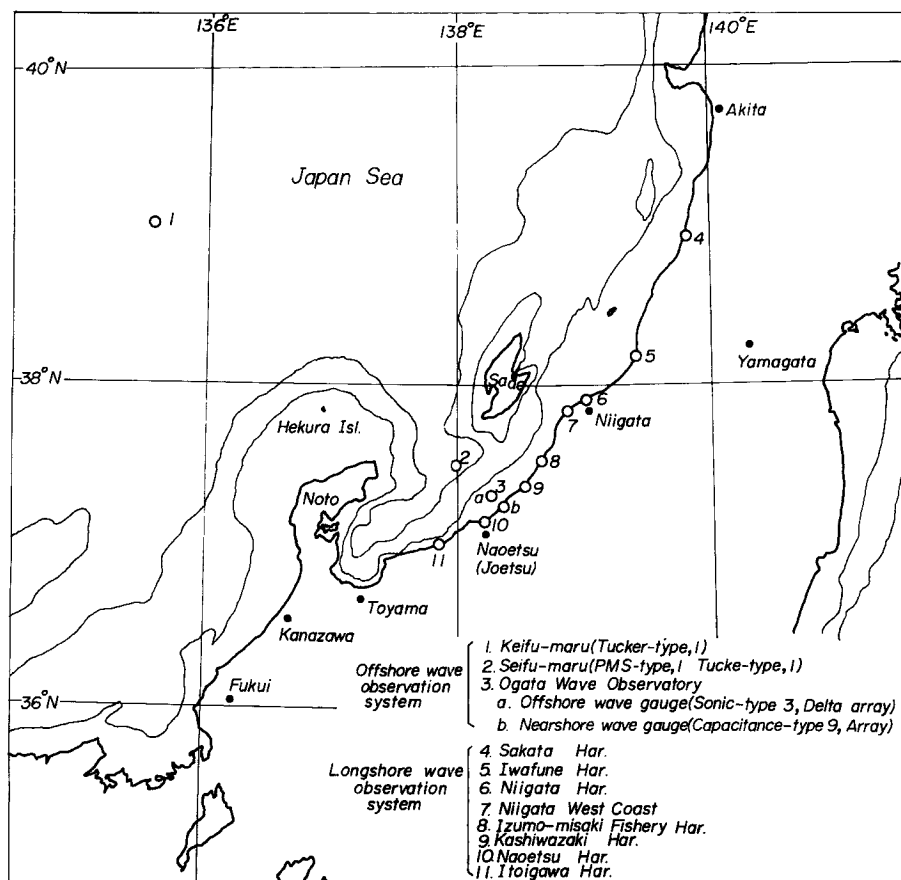 136°E 138°E 140°E
40°N
Akita
Japan Sea
1
4
5
Yamagata
Sado
38°N
6
Niigata
7
Hekura Isl.
2
8
Noto
a 3
9
b
10
Naoetsu
(Joetsu)
11
Toyama
Kanazawa
Fukui
36°N
Offshore wave
observation
system
1. Keifu-maru(Tucker-type,1)
2. Seifu-maru(PMS-type,1 Tucke-type,1)
3. Ogata Wave Observatory
a. Offshore wave gauge(Sonic-type 3, Delta array)
b. Nearshore wave gauge(Capacitance-type 9, Array)
Longshore wave
observation
system
4. Sakata Har.
5. Iwafune Har.
6. Niigata Har.
7. Niigata West Coast
8. Izumo-misaki Fishery Har.
9. Kashiwazaki Har.
10. Naoetsu Har.
11. Itoigawa Har.